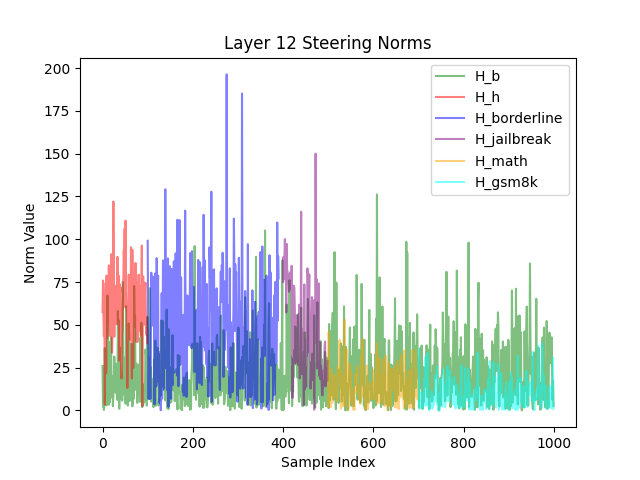 Layer 12 Steering Norms
Norm Value
200
175
150
125
100
75
50
25
0
H_b
H_h
H_borderline
H_jailbreak
H_math
H_gsm8k
0
200
400
600
800
1000
Sample Index